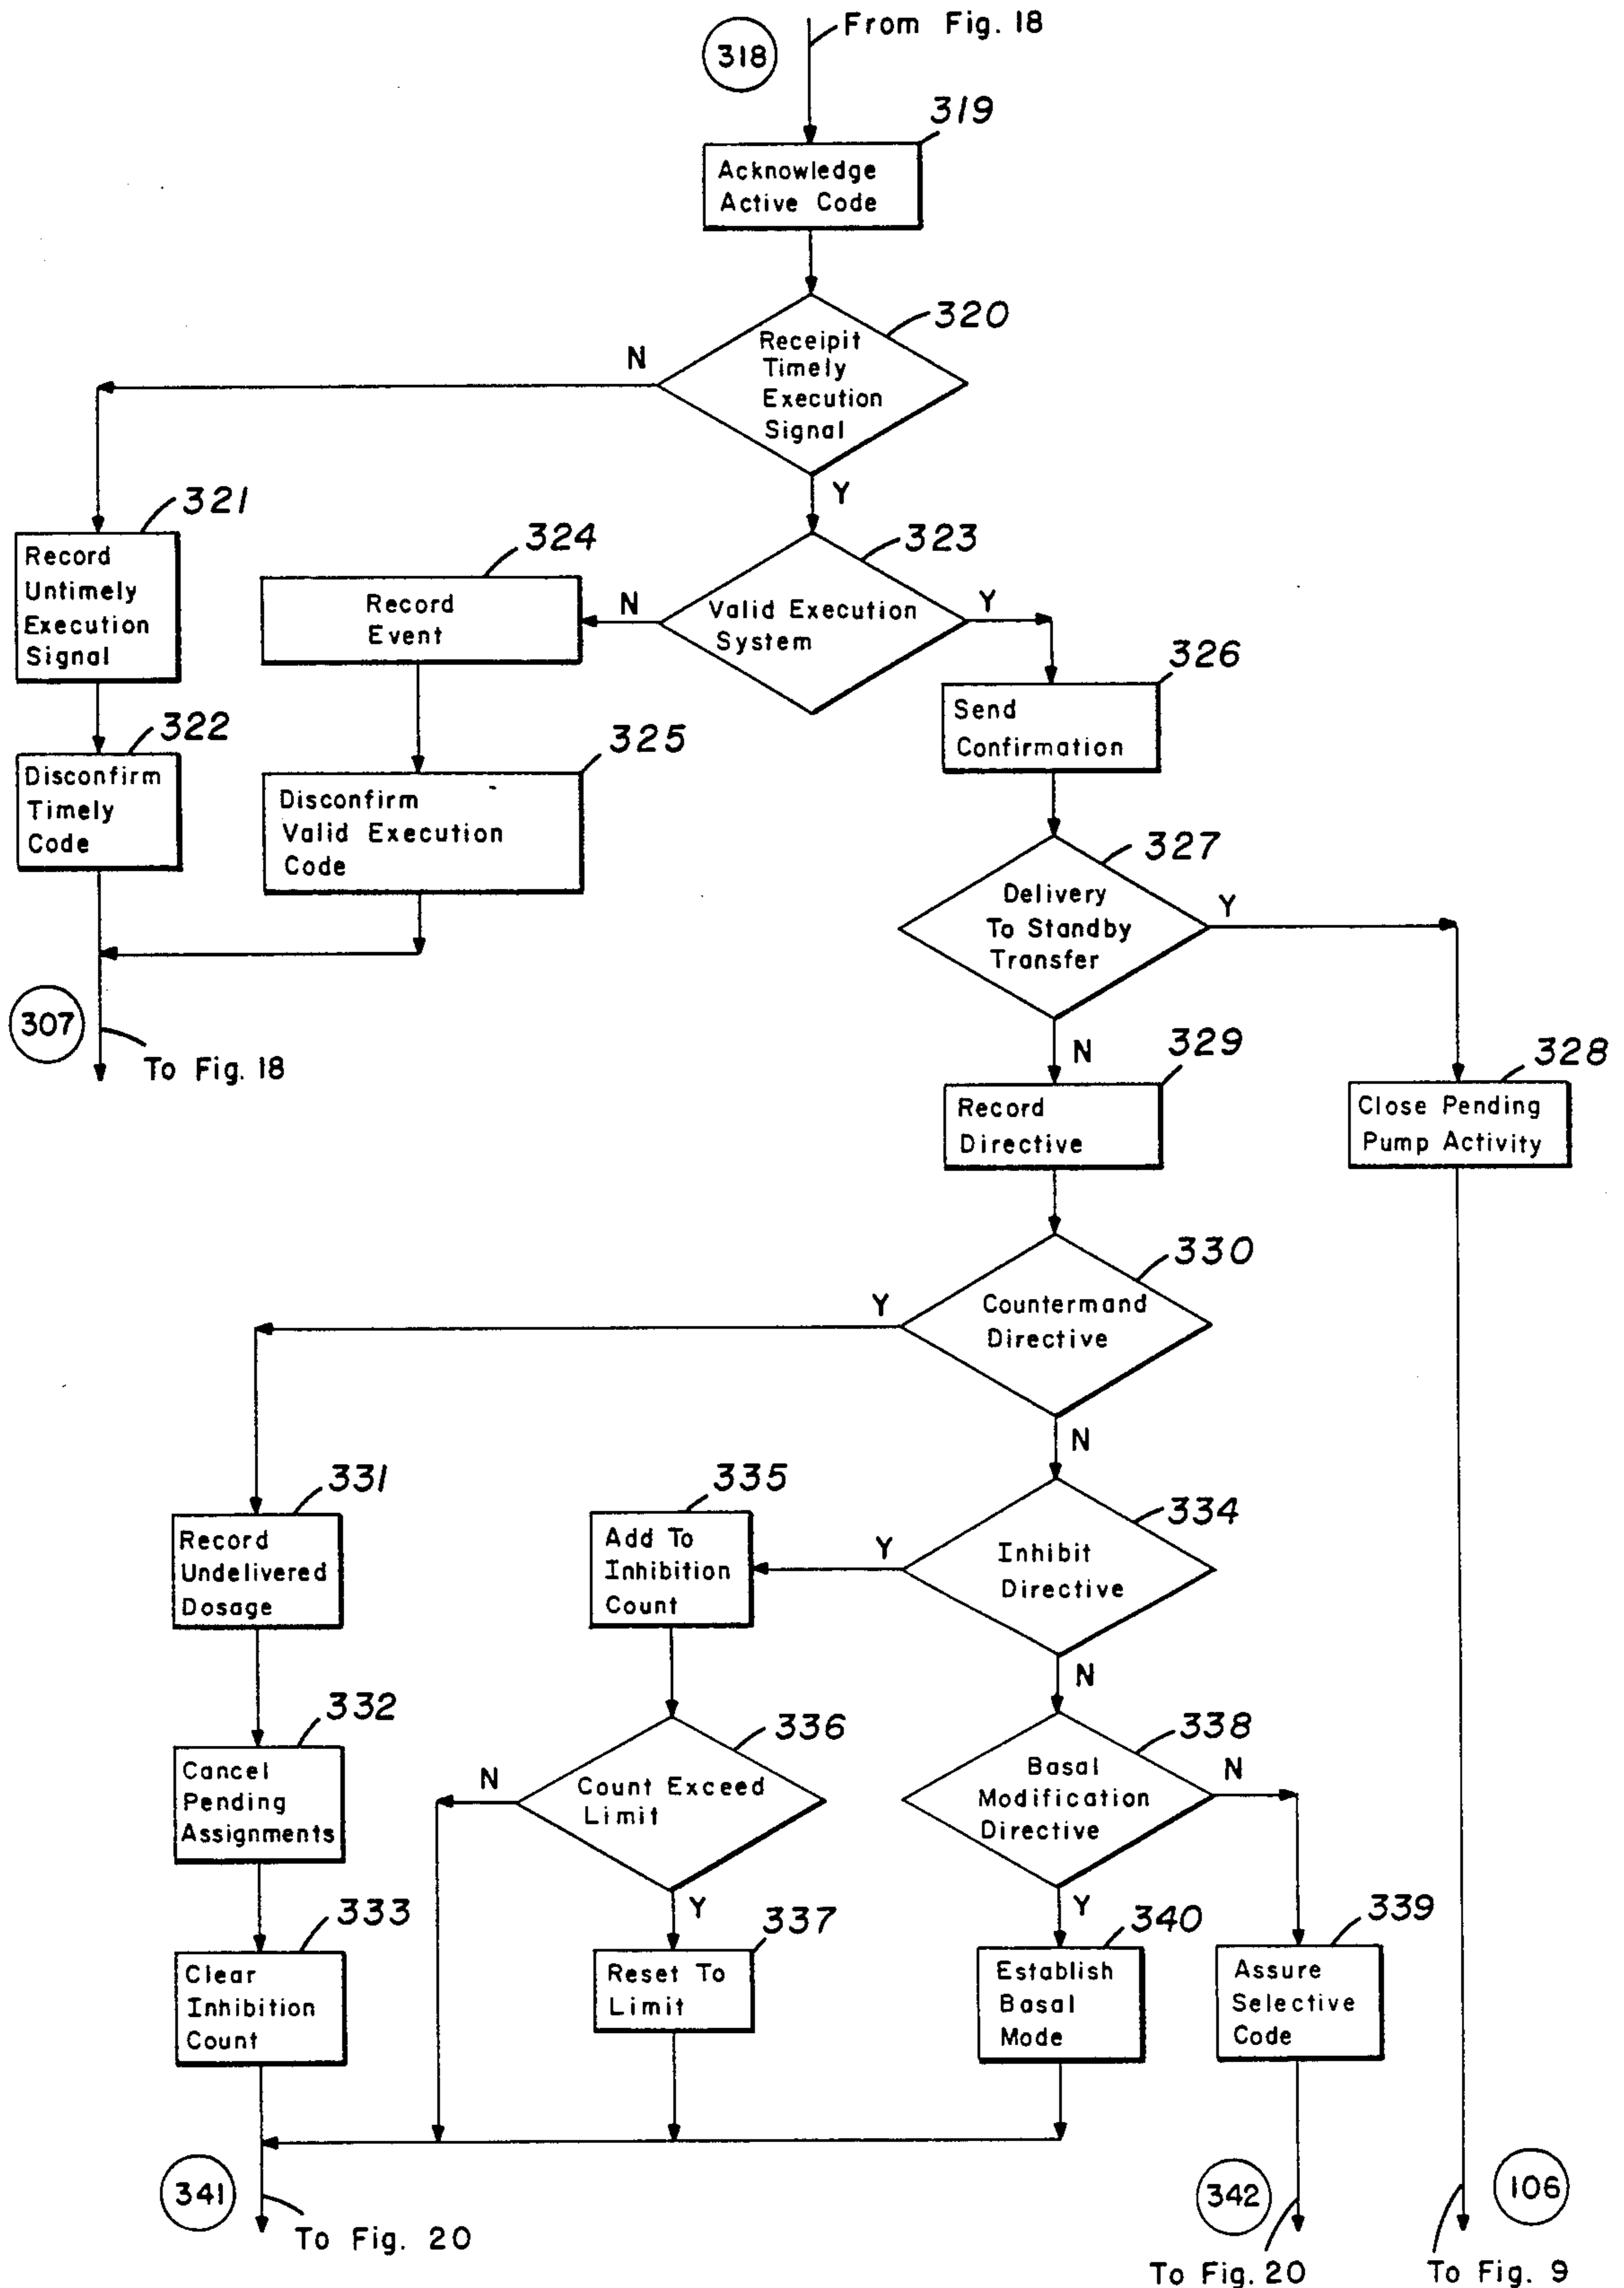 From Fig. 18
318
319
Acknowledge
Active Code
320
Receipit
Timely
Execution
Signal
N
Y
321
Record
Untimely
Execution
Signal
322
Disconfirm
Timely
Code
324
Record
Event
N
323
Valid Execution
System
Y
325
Disconfirm
Valid Execution
Code
326
Send
Confirmation
307
To Fig. 18
327
Delivery
To Standby
Transfer
Y
N
328
Close Pending
Pump Activity
329
Record
Directive
330
Countermand
Directive
Y
N
331
Record
Undelivered
Dosage
332
Cancel
Pending
Assignments
333
Clear
Inhibition
Count
334
Inhibit
Directive
Y
N
335
Add To
Inhibition
Count
336
Count Exceed
Limit
N
Y
337
Reset To
Limit
338
Basal
Modification
Directive
N
Y
340
Establish
Basal
Mode
339
Assure
Selective
Code
341
To Fig. 20
342
To Fig. 20
106
To Fig. 9